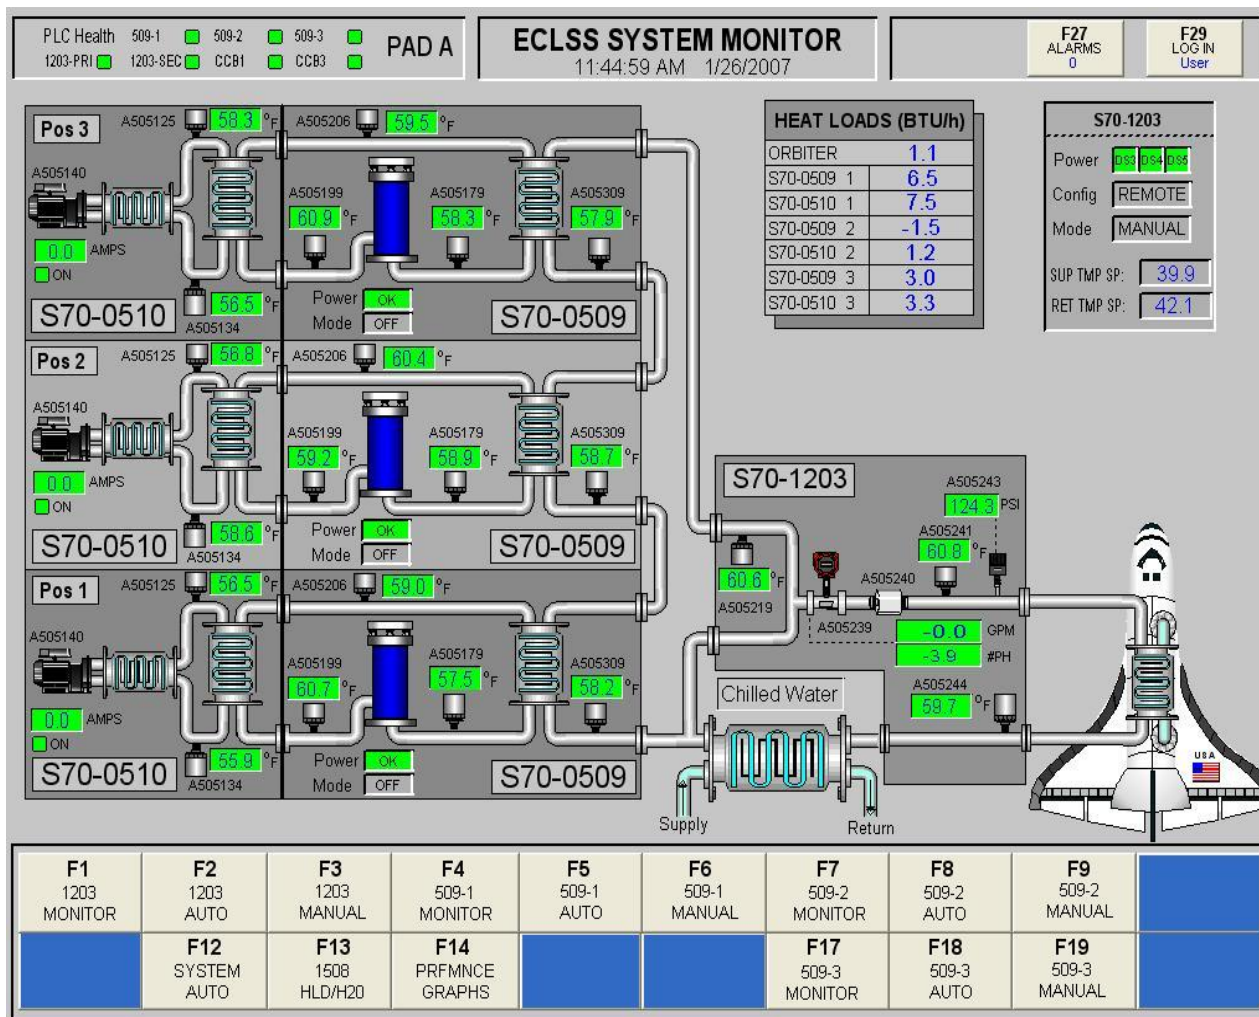 PLC Health 509-1 509-2 509-3
1203-PRI 1203-SEC CCB1 CCB3
PAD A
ECLSS SYSTEM MONITOR
11:44:59 AM 1/26/2007
F27
ALARMS
0
F29
LOG IN
User
Pos 3
A505125 58.3 °F
A505206 59.5 °F
A505140
A505199
60.9 °F
A505179
58.3 °F
A505309
57.9 °F
0.0 AMPS
ON
56.5 °F
A505134
S70-0510
Power OK
Mode OFF
S70-0509
Pos 2
A505125 56.8 °F
A505206 60.4 °F
A505140
A505199
59.2 °F
A505179
58.9 °F
A505309
58.7 °F
0.0 AMPS
ON
58.6 °F
A505134
S70-0510
Power OK
Mode OFF
S70-0509
Pos 1
A505125 56.5 °F
A505206 59.0 °F
A505140
A505199
60.7 °F
A505179
57.5 °F
A505309
58.2 °F
0.0 AMPS
ON
55.9 °F
A505134
S70-0510
Power OK
Mode OFF
S70-0509
HEAT LOADS (BTU/h)
ORBITER 1.1
S70-0509 1 6.5
S70-0510 1 7.5
S70-0509 2 -1.5
S70-0510 2 1.2
S70-0509 3 3.0
S70-0510 3 3.3
S70-1203
Power DS3 DS4 DS5
Config REMOTE
Mode MANUAL
SUP TMP SP: 39.9
RET TMP SP: 42.1
S70-1203
A505243
124.3 PSI
A505241
60.8 °F
60.6 °F
A505219
A505240
A505239
-0.0 GPM
-3.9 #PH
A505244
59.7 °F
Chilled Water
Supply
Return
USA
F1
1203
MONITOR
F2
1203
AUTO
F3
1203
MANUAL
F4
509-1
MONITOR
F5
509-1
AUTO
F6
509-1
MANUAL
F7
509-2
MONITOR
F8
509-2
AUTO
F9
509-2
MANUAL
F12
SYSTEM
AUTO
F13
1508
HLD/H20
F14
PRFMNCE
GRAPHS
F17
509-3
MONITOR
F18
509-3
AUTO
F19
509-3
MANUAL